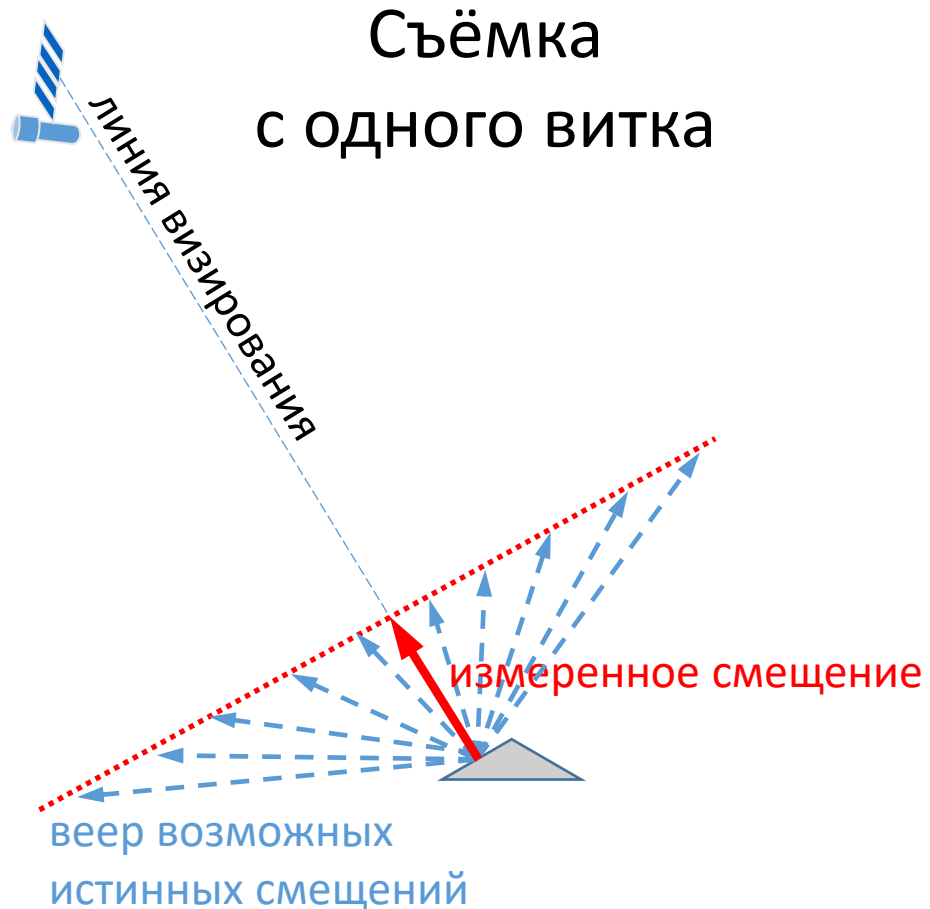 Съёмка
с одного витка
линия визирования
измеренное смещение
веер возможных
истинных смещений